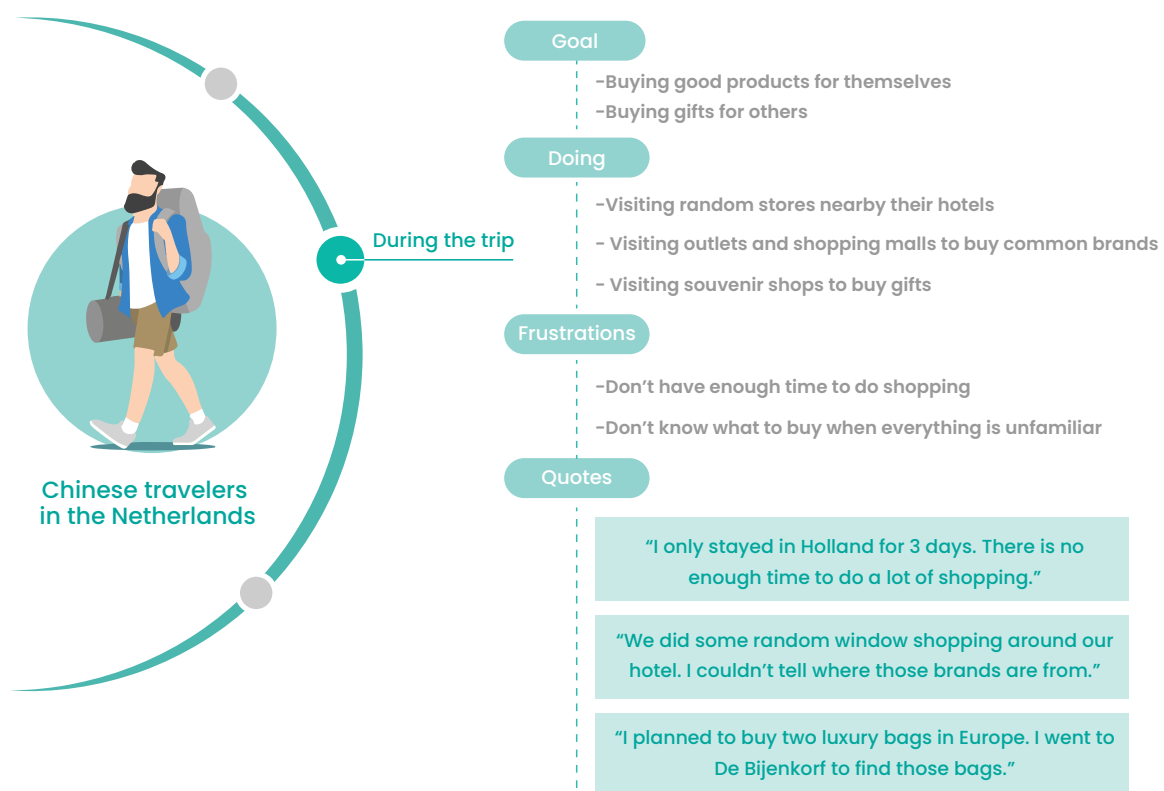 Goal
-Buying good products for themselves
-Buying gifts for others
Doing
-Visiting random stores nearby their hotels
During the trip
- Visiting outlets and shopping malls to buy common brands
- Visiting souvenir shops to buy gifts
Frustrations
-Don’t have enough time to do shopping
-Don’t know what to buy when everything is unfamiliar
Quotes
Chinese travelers
in the Netherlands
“I only stayed in Holland for 3 days. There is no
enough time to do a lot of shopping.”
“We did some random window shopping around our
hotel. I couldn’t tell where those brands are from.”
“I planned to buy two luxury bags in Europe. I went to
De Bijenkorf to find those bags.”